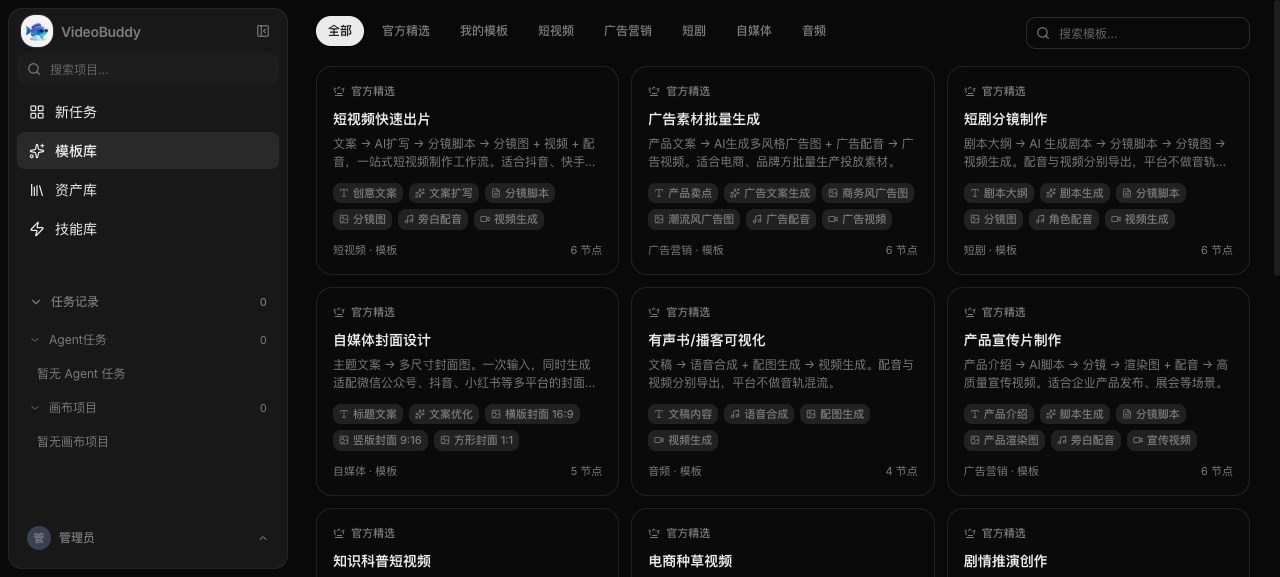 VideoBuddy
搜索项目...
新任务
模板库
资产库
技能库
任务记录 0
Agent任务 0
暂无 Agent 任务
画布项目 0
暂无画布项目
管 管理员
全部 官方精选 我的模板 短视频 广告营销 短剧 自媒体 音频
搜索模板...
官方精选
短视频快速出片
文案 → AI扩写 → 分镜脚本 → 分镜图 + 视频 + 配
音，一站式短视频制作工作流。适合抖音、快手...
创意文案 文案扩写 分镜脚本
分镜图 旁白配音 视频生成
短视频 · 模板 6 节点
官方精选
广告素材批量生成
产品文案 → AI生成多风格广告图 + 广告配音 → 广
告视频。适合电商、品牌方批量生产投放素材。
产品卖点 广告文案生成 商务风广告图
潮流风广告图 广告配音 广告视频
广告营销 · 模板 6 节点
官方精选
短剧分镜制作
剧本大纲 → AI 生成剧本 → 分镜脚本 → 分镜图 →
视频生成。配音与视频分别导出，平台不做音轨...
剧本大纲 剧本生成 分镜脚本
分镜图 角色配音 视频生成
短剧 · 模板 6 节点
官方精选
自媒体封面设计
主题文案 → 多尺寸封面图。一次输入，同时生成
适配微信公众号、抖音、小红书等多平台的封面...
标题文案 文案优化 横版封面 16:9
竖版封面 9:16 方形封面 1:1
自媒体 · 模板 5 节点
官方精选
有声书/播客可视化
文稿 → 语音合成 + 配图生成 → 视频生成。配音与
视频分别导出，平台不做音轨混流。
文稿内容 语音合成 配图生成
视频生成
音频 · 模板 4 节点
官方精选
产品宣传片制作
产品介绍 → AI脚本 → 分镜 → 渲染图 + 配音 → 高
质量宣传视频。适合企业产品发布、展会等场景。
产品介绍 脚本生成 分镜脚本
产品渲染图 旁白配音 宣传视频
广告营销 · 模板 6 节点
官方精选
知识科普短视频
官方精选
电商种草视频
官方精选
剧情推演创作